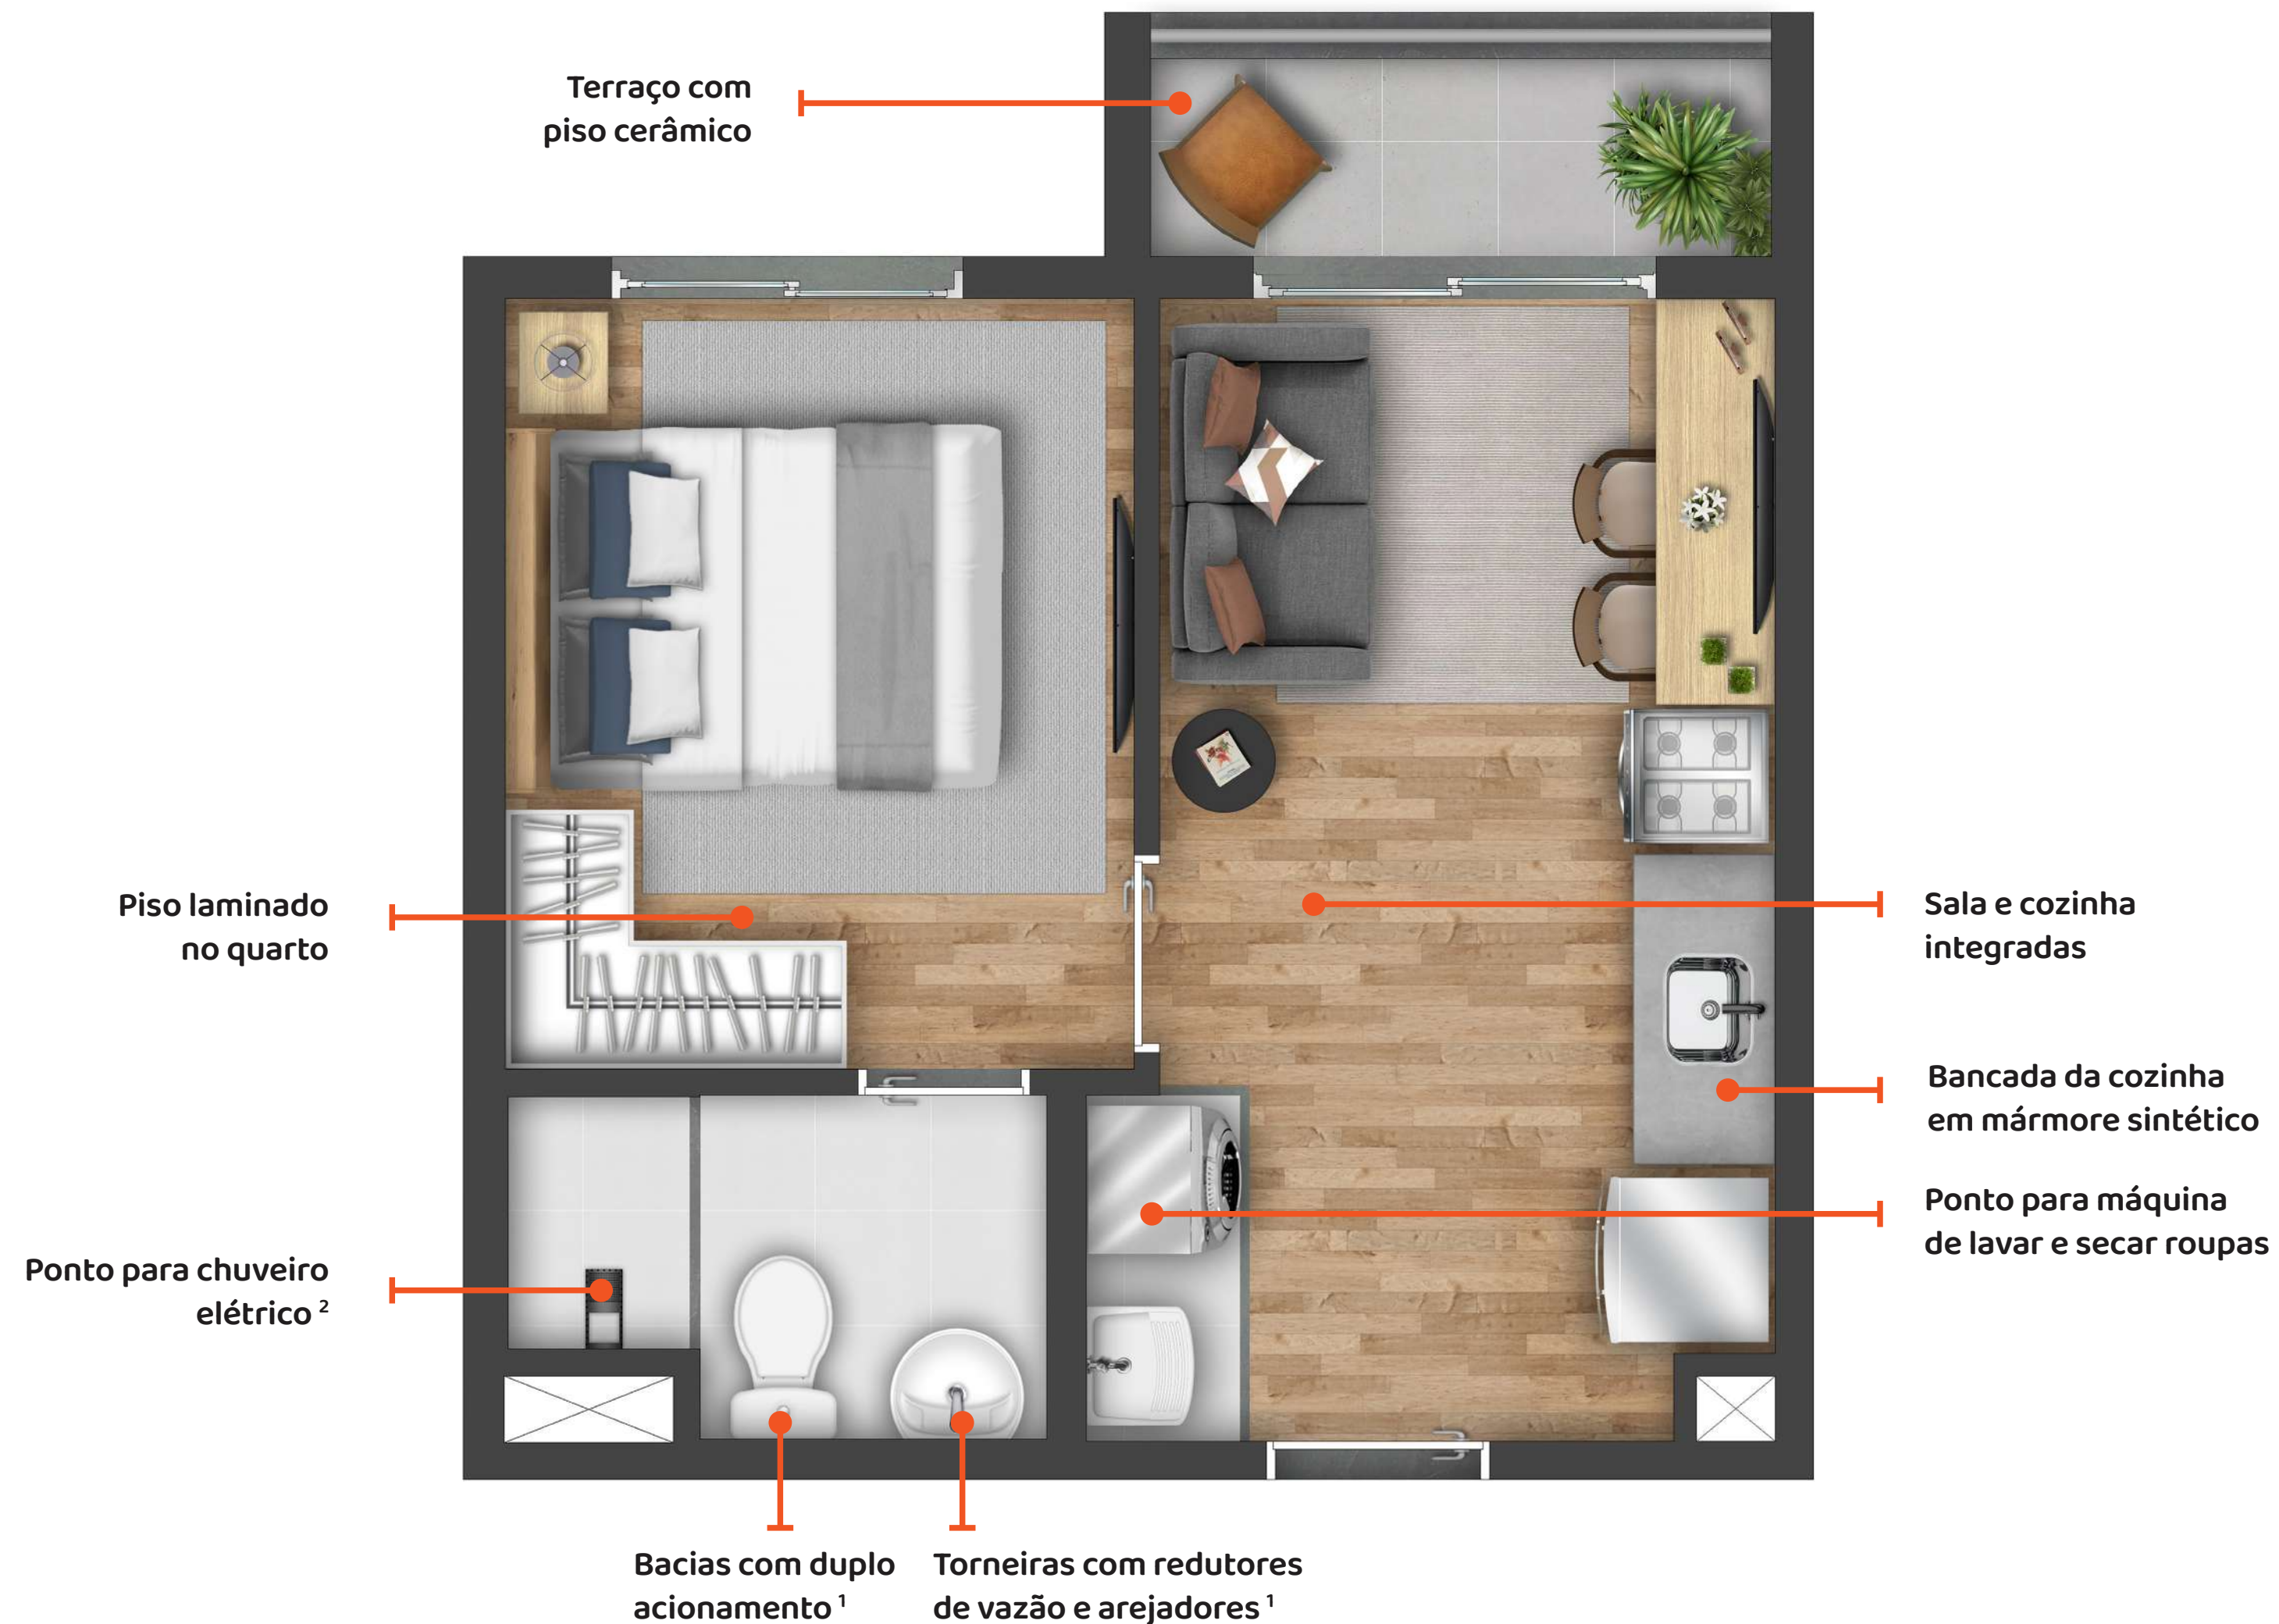 Terraço com
piso cerâmico
Piso laminado
no quarto
Sala e cozinha
integradas
Bancada da cozinha
em mármore sintético
Ponto para máquina
de lavar e secar roupas
Ponto para chuveiro
elétrico ²
Bacias com duplo
acionamento ¹
Torneiras com redutores
de vazão e arejadores ¹